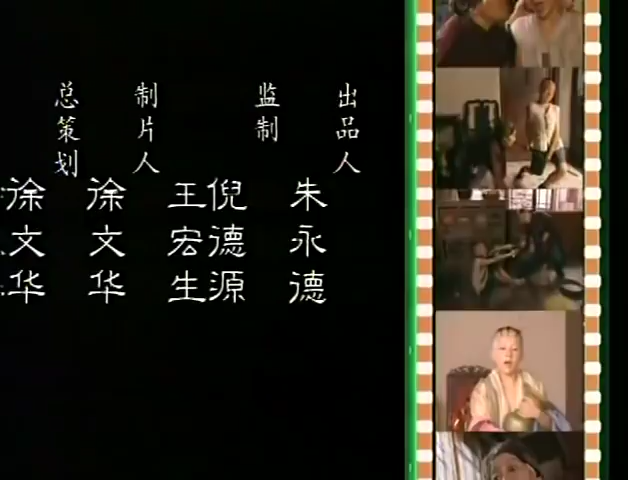 出品人
朱永德
监制
倪德源
王宏生
制片人
徐文华
总策划
徐文华